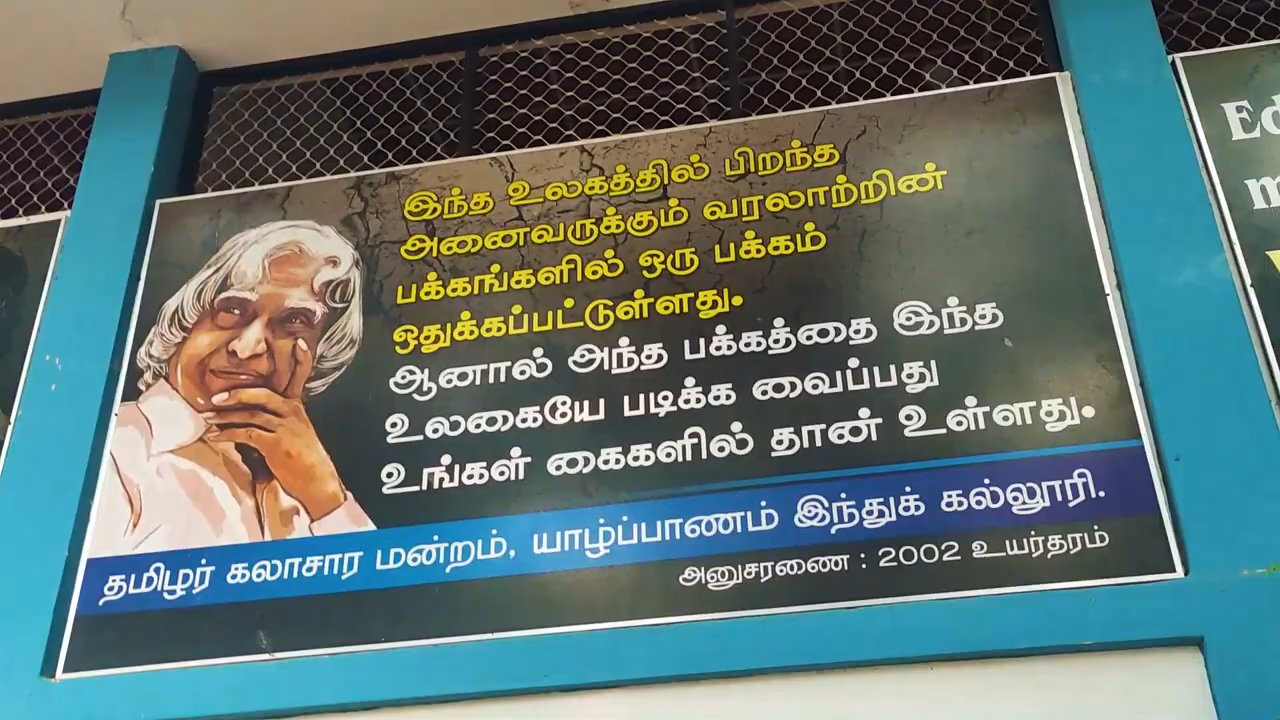 இந்த உலகத்தில் பிறந்த
அனைவருக்கும் வரலாற்றின்
பக்கங்களில் ஒரு பக்கம்
ஒதுக்கப்பட்டுள்ளது.
ஆனால் அந்த பக்கத்தை இந்த
உலகையே படிக்க வைப்பது
உங்கள் கைகளில் தான் உள்ளது.
தமிழர் கலாசார மன்றம், யாழ்ப்பாணம் இந்துக் கல்லூரி.
அனுசரணை : 2002 உயர்தரம்